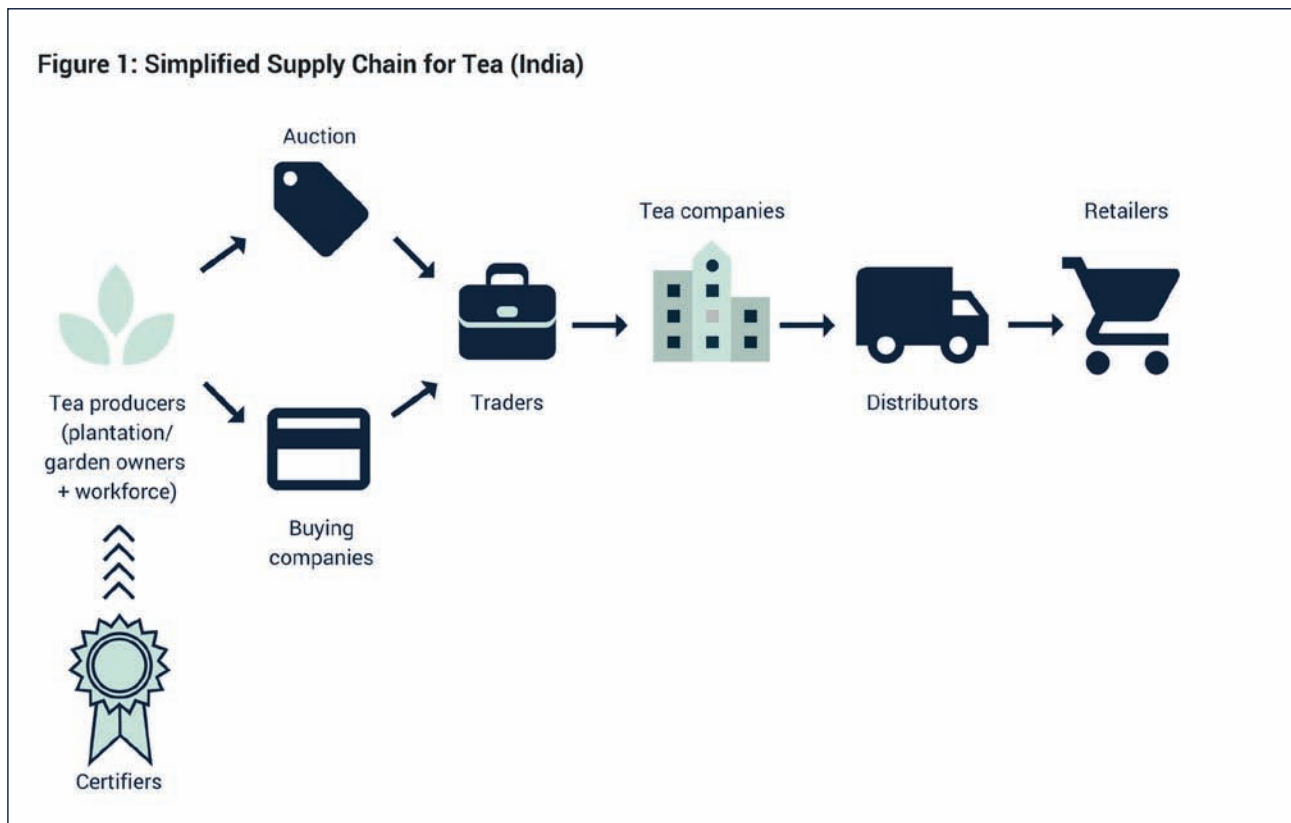 Figure 1: Simplified Supply Chain for Tea (India)
Auction
Tea companies
Retailers
Tea producers
(plantation/
garden owners
+ workforce)
Traders
Distributors
Buying
companies
Certifiers